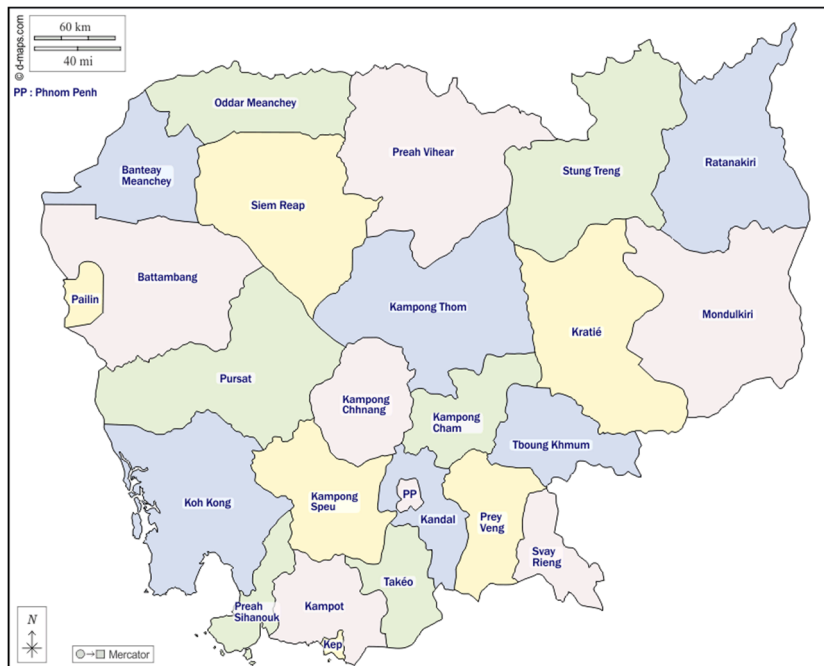 60 km
40 mi
© d-maps.com
PP : Phnom Penh
Oddar Meanchey
Preah Vihear
Banteay
Meanchey
Stung Treng
Ratanakiri
Siem Reap
Battambang
Pailin
Kampong Thom
Kratié
Mondulkiri
Pursat
Kampong
Chhnang
Kampong
Cham
Tboung Khmum
Koh Kong
Kampong
Speu
PP
Kandal
Prey
Veng
Svay
Rieng
Takéo
Preah
Sihanouk
Kampot
Kep
N
Mercator